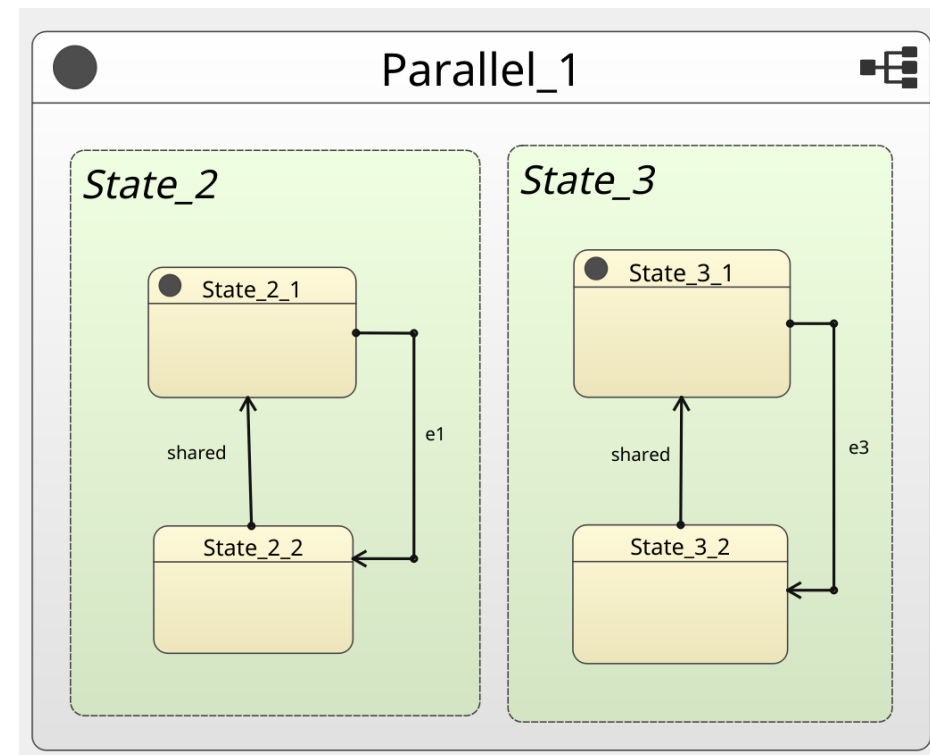 Parallel_1
State_2
State_2_1
e1
shared
State_2_2
State_3
State_3_1
e3
shared
State_3_2